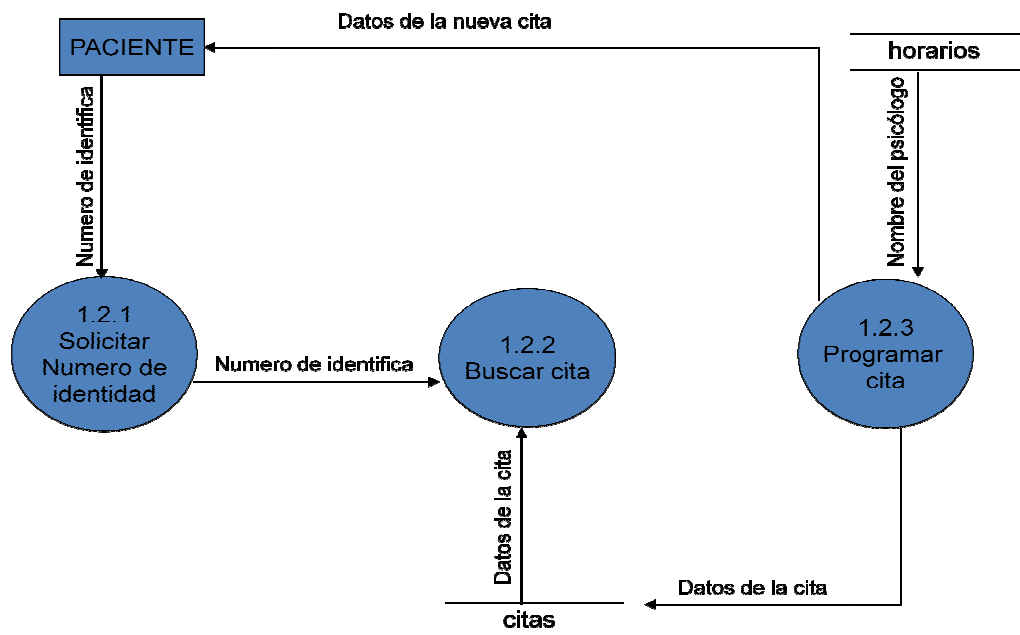 Datos de la nueva cita
PACIENTE
horarios
Numero de identifica
Nombre del psicólogo
1.2.1
Solicitar
Numero de
identidad
Numero de identifica
1.2.2
Buscar cita
1.2.3
Programar
cita
Datos de la cita
Datos de la cita
citas